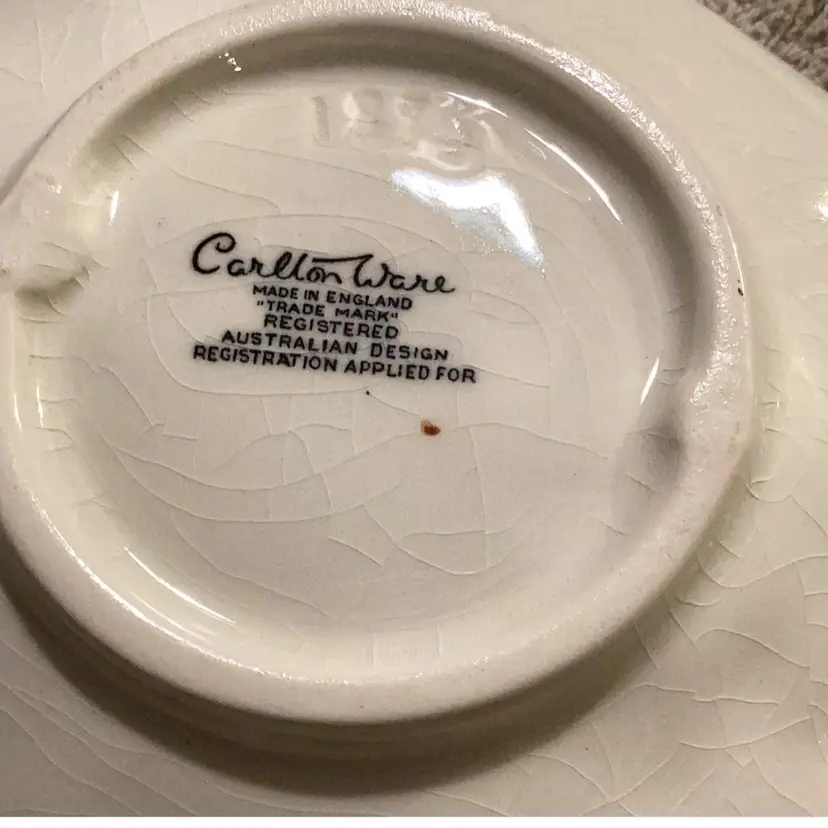 Carlton Ware
MADE IN ENGLAND
"TRADE MARK"
REGISTERED
AUSTRALIAN DESIGN
REGISTRATION APPLIED FOR